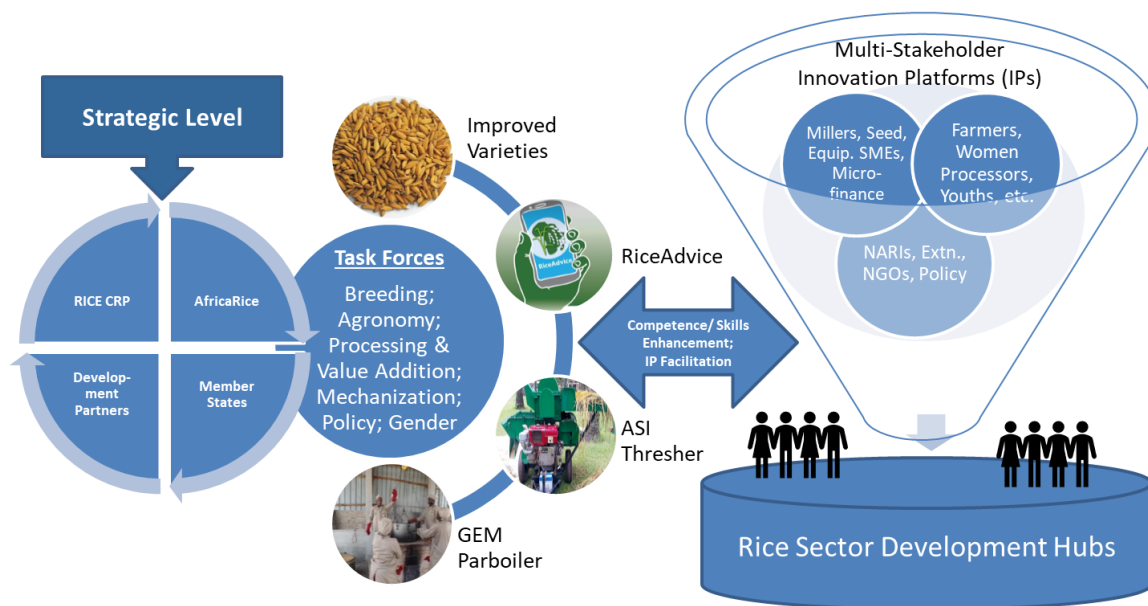 Strategic Level
RICE CRP
AfricaRice
Develop-
ment
Partners
Member
States
Task Forces
Breeding;
Agronomy;
Processing &
Value Addition;
Mechanization;
Policy; Gender
Improved
Varieties
RiceAdvice
RiceAdvice
ASI
Thresher
GEM
Parboiler
Competence/ Skills
Enhancement;
IP Facilitation
Multi-Stakeholder
Innovation Platforms (IPs)
Millers, Seed,
Equip. SMEs,
Micro-
finance
Farmers,
Women
Processors,
Youths, etc.
NARIs, Extn.,
NGOs, Policy
Rice Sector Development Hubs